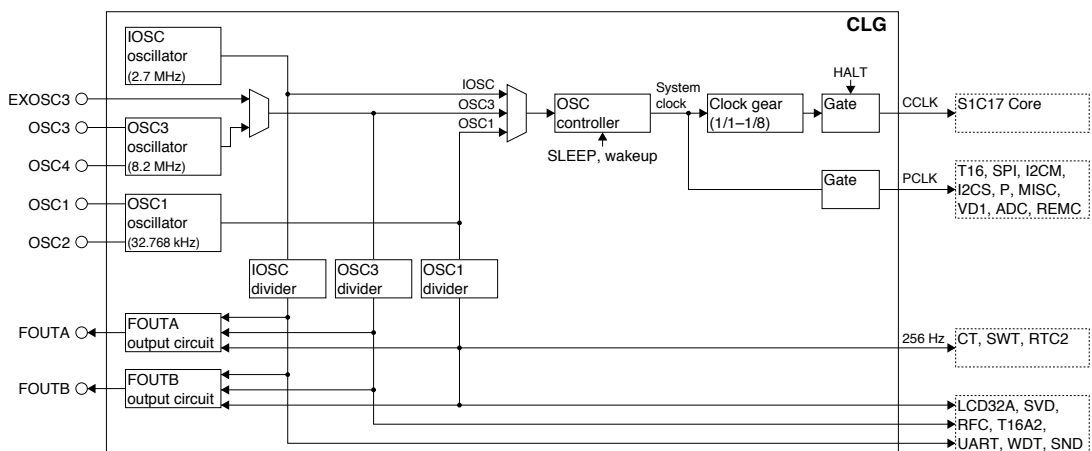 CLG
IOSC
oscillator
(2.7 MHz)
HALT
EXOSC3
IOSC
System
clock
OSC3
OSC
controller
Clock gear
(1/1–1/8)
Gate
CCLK
S1C17 Core
OSC3
OSC3
oscillator
(8.2 MHz)
OSC1
OSC4
SLEEP, wakeup
Gate
PCLK
T16, SPI, I2CM,
I2CS, P, MISC,
VD1, ADC, REMC
OSC1
OSC1
oscillator
(32.768 kHz)
OSC2
IOSC
divider
OSC3
divider
OSC1
divider
FOUTA
FOUTA
output circuit
256 Hz
CT, SWT, RTC2
FOUTB
FOUTB
output circuit
LCD32A, SVD,
RFC, T16A2,
UART, WDT, SND